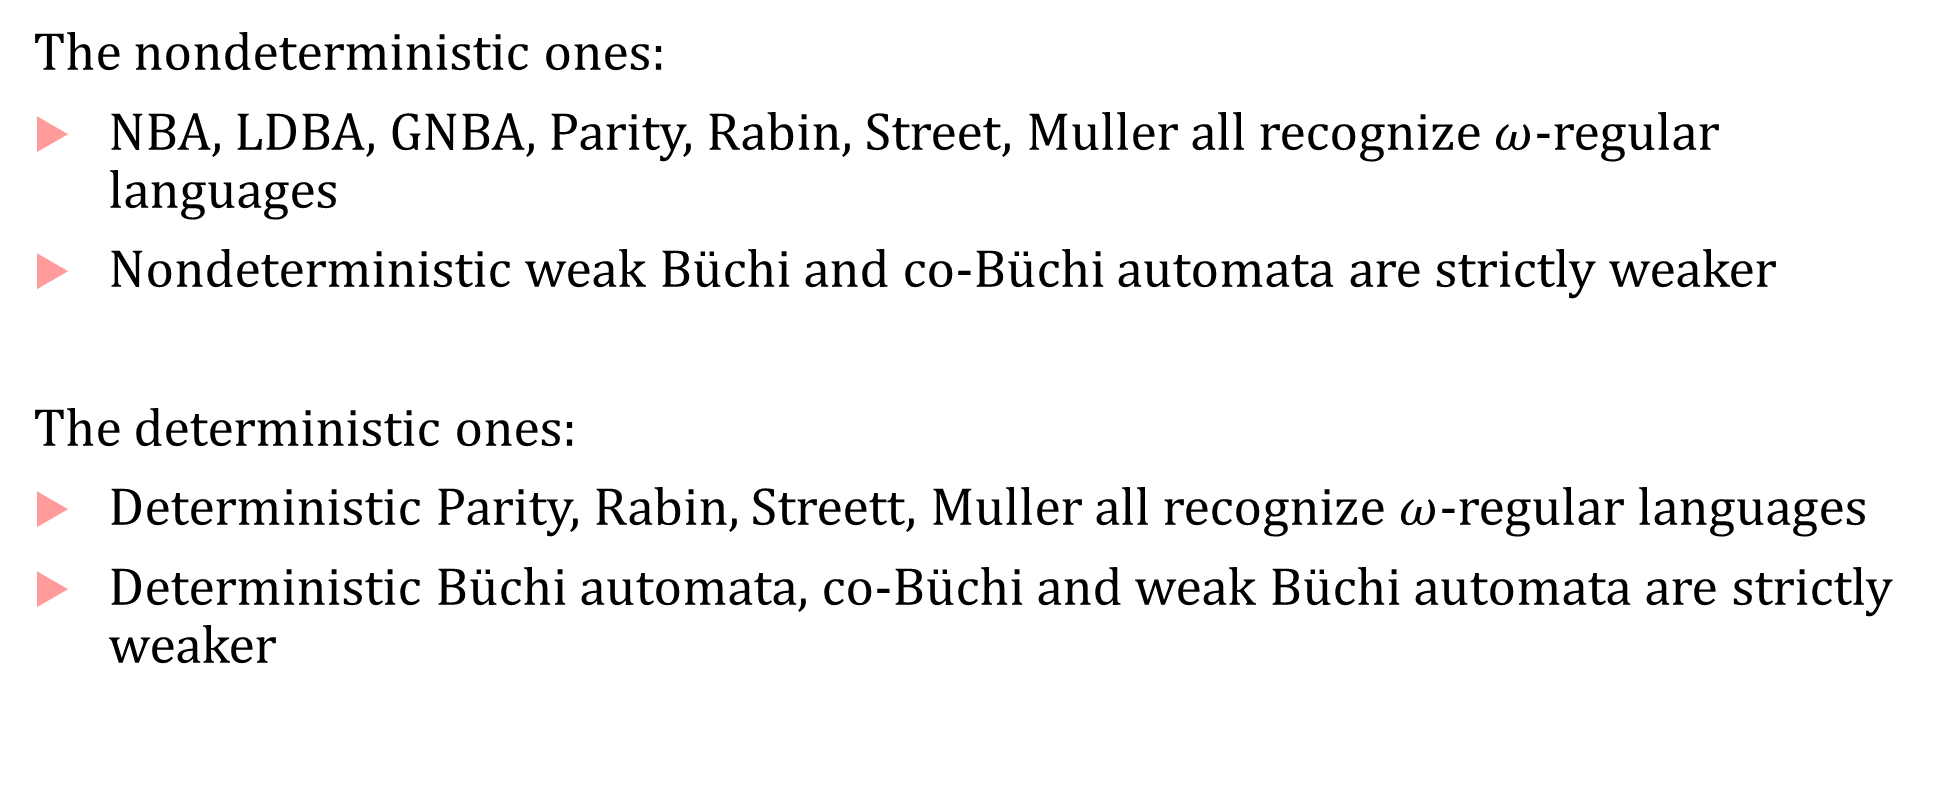 The nondeterministic ones:
NBA, LDBA, GNBA, Parity, Rabin, Street, Muller all recognize ω-regular
languages
Nondeterministic weak Büchi and co-Büchi automata are strictly weaker
The deterministic ones:
Deterministic Parity, Rabin, Streett, Muller all recognize ω-regular languages
Deterministic Büchi automata, co-Büchi and weak Büchi automata are strictly
weaker